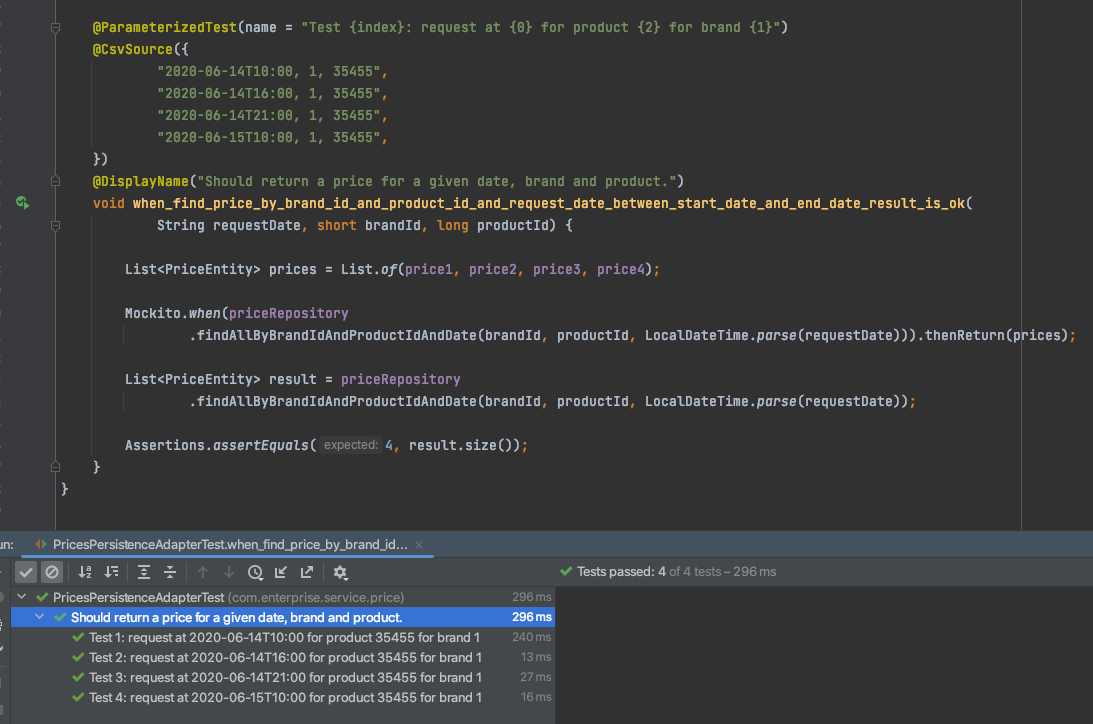 @ParameterizedTest(name = "Test {index}: request at {0} for product {2} for brand {1}")
@CsvSource({
"2020-06-14T10:00, 1, 35455",
"2020-06-14T16:00, 1, 35455",
"2020-06-14T21:00, 1, 35455",
"2020-06-15T10:00, 1, 35455",
})
@DisplayName("Should return a price for a given date, brand and product.")
void when_find_price_by_brand_id_and_product_id_and_request_date_between_start_date_and_end_date_result_is_ok(
String requestDate, short brandId, long productId) {
List<PriceEntity> prices = List.of(price1, price2, price3, price4);
Mockito.when(priceRepository
.findAllByBrandIdAndProductIdAndDate(brandId, productId, LocalDateTime.parse(requestDate))).thenReturn(prices);
List<PriceEntity> result = priceRepository
.findAllByBrandIdAndProductIdAndDate(brandId, productId, LocalDateTime.parse(requestDate));
Assertions.assertEquals( expected: 4, result.size());
}
}
un: PricesPersistenceAdapterTest.when_find_price_by_brand_id... ×
Tests passed: 4 of 4 tests – 296 ms
PricesPersistenceAdapterTest (com.enterprise.service.price) 296 ms
Should return a price for a given date, brand and product. 296 ms
Test 1: request at 2020-06-14T10:00 for product 35455 for brand 1 240 ms
Test 2: request at 2020-06-14T16:00 for product 35455 for brand 1 13 ms
Test 3: request at 2020-06-14T21:00 for product 35455 for brand 1 27 ms
Test 4: request at 2020-06-15T10:00 for product 35455 for brand 1 16 ms